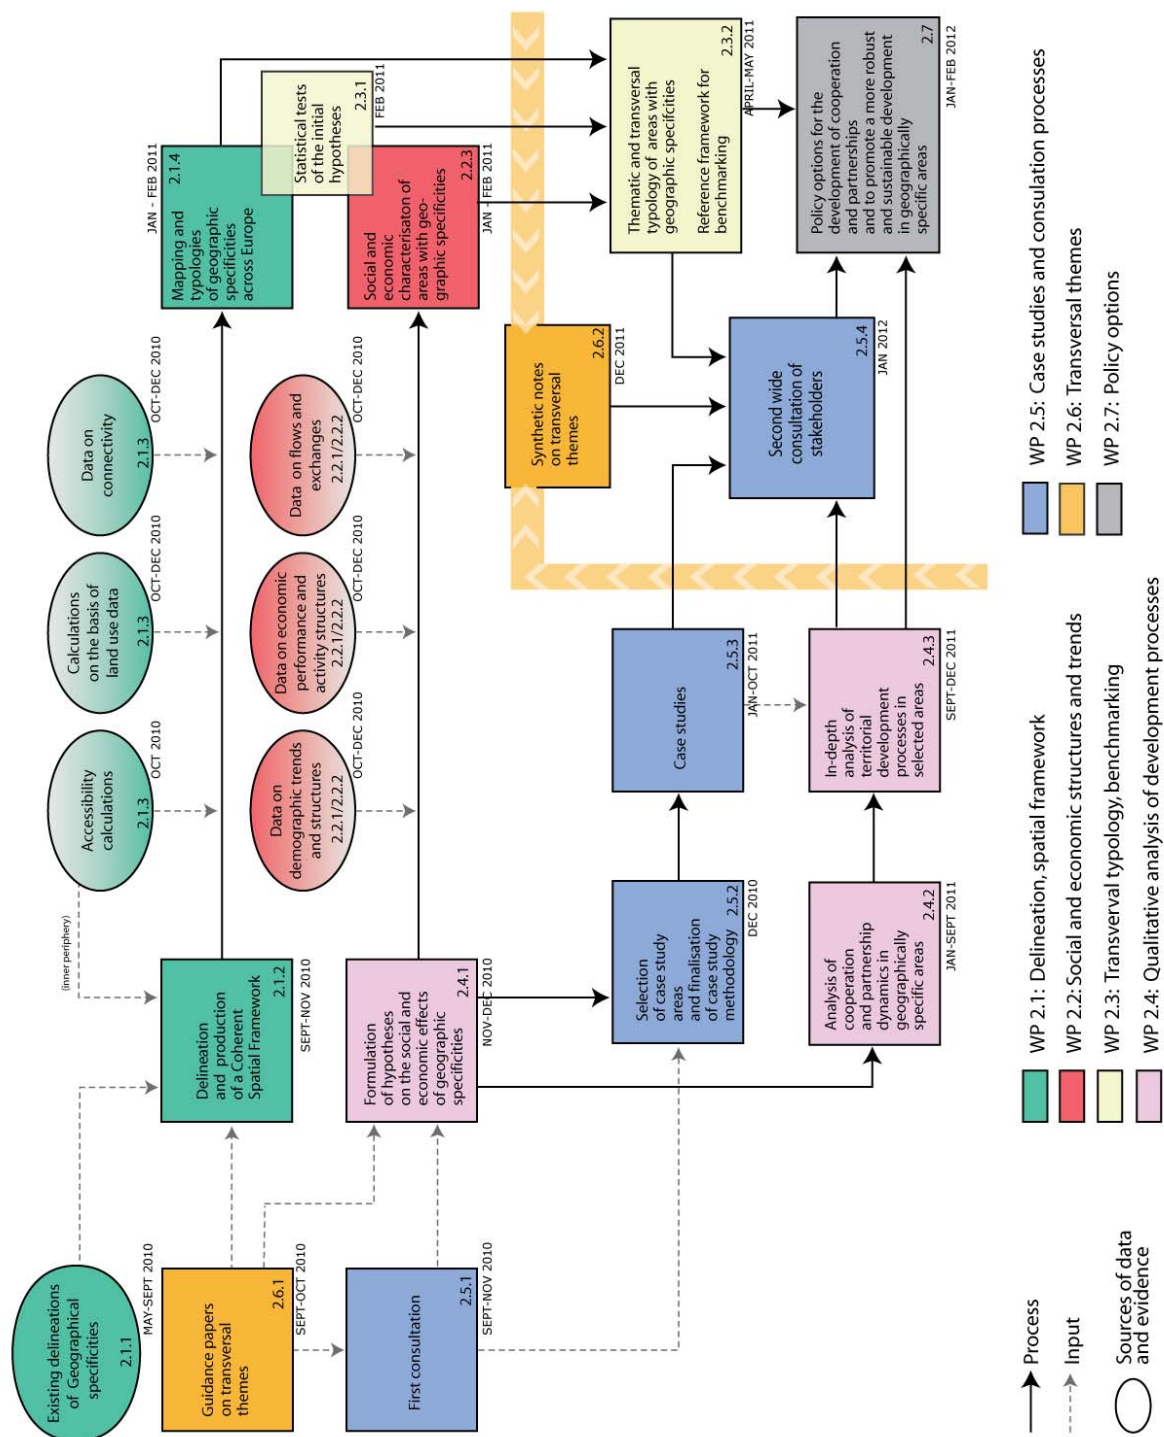 Existing delineations
of Geographical
specificities
2.1.1
MAY-SEPT 2010
Guidance papers
on transversal
themes
2.6.1
SEPT-OCT 2010
First consultation
2.5.1
SEPT-NOV 2010
(inner periphery)
Delineation
and production
of a Coherent
Spatial Framework
2.1.2
SEPT-NOV 2010
Formulation
of hypotheses
on the social and
economic effects
of geographic
specificities
2.4.1
NOV-DEC 2010
Accessibility
calculations
2.1.3
OCT 2010
Calculations
on the basis of
land use data
2.1.3
OCT-DEC 2010
Data on
connectivity
2.1.3
OCT-DEC 2010
Data on
demographic trends
and structures
2.2.1/2.2.2
OCT-DEC 2010
Data on economic
performance and
activity structures
2.2.1/2.2.2
OCT-DEC 2010
Data on flows and
exchanges
2.2.1/2.2.2
OCT-DEC 2010
JAN - FEB 2011
Mapping and
typologies
of geographic
specificities
across Europe
2.1.4
Statistical tests
of the initial
hypotheses
2.3.1
FEB 2011
Social and
economic
characterisaton of
areas with geo-
graphic specificities
2.2.3
JAN - FEB 2011
Selection
of case study
areas
and finalisation
of case study
methodology
2.5.2
DEC 2010
Case studies
2.5.3
JAN-OCT 2011
Analysis of
cooperation
and partnership
dynamics in
geographically
specific areas
2.4.2
JAN-SEPT 2011
In-depth
analysis of
territorial
development
processes in
selected areas
2.4.3
SEPT-DEC 2011
Synthetic notes
on transversal
themes
2.6.2
DEC 2011
Second wide
consultation of
stakeholders
2.5.4
JAN 2012
Thematic and transversal
typology of areas with
geographic specifcities
Reference framework for
benchmarking
2.3.2
APRIL-MAY 2011
Policy options for the
development of cooperation
and partnerships
and to promote a more robust
and sustainable development
in geographically
specific areas
2.7
JAN-FEB 2012
Process
Input
Sources of data
and evidence
WP 2.1: Delineation, spatial framework
WP 2.2: Social and economic structures and trends
WP 2.3: Transverval typology, benchmarking
WP 2.4: Qualitative analysis of development processes
WP 2.5: Case studies and consulation processes
WP 2.6: Transversal themes
WP 2.7: Policy options